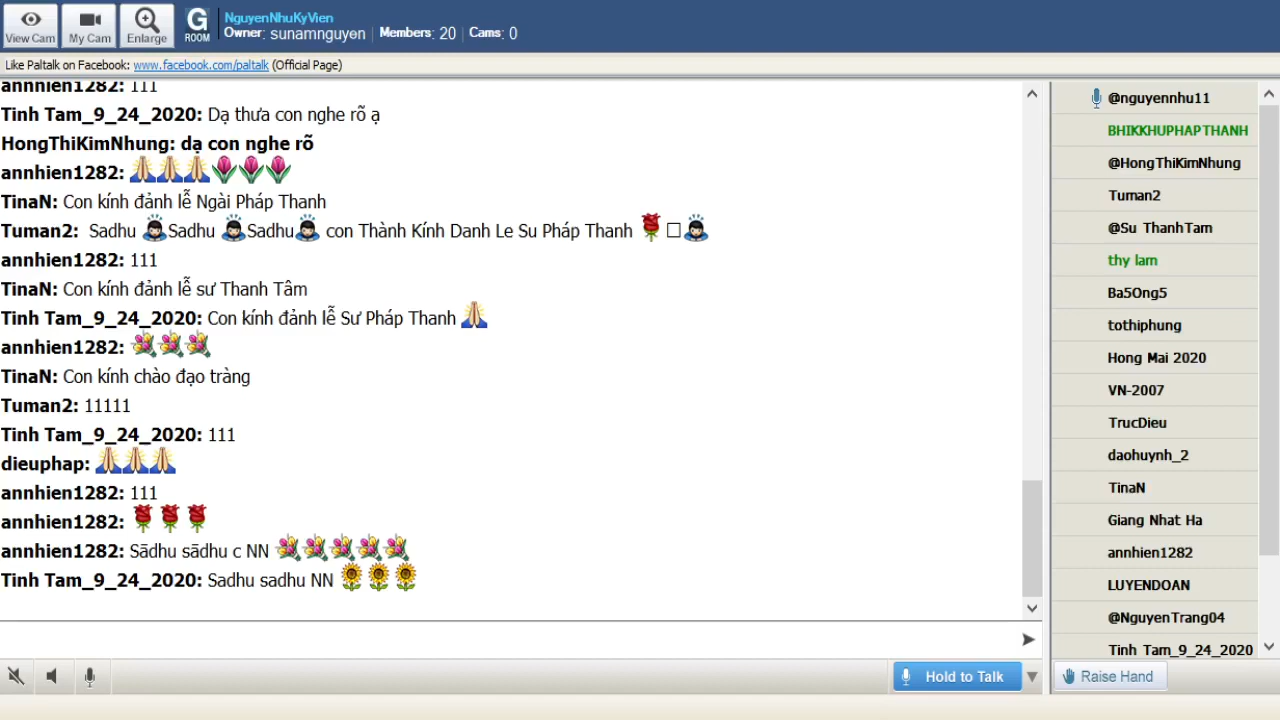 View Cam
My Cam
Enlarge
G
ROOM
NguyenNhuKyVien
Owner: sunamnguyen
Members: 20
Cams: 0
Like Paltalk on Facebook: www.facebook.com/paltalk (Official Page)
annhien1282: 111
Tinh Tam_9_24_2020: Dạ thưa con nghe rõ ạ
HongThiKimNhung: dạ con nghe rõ
annhien1282: 🙏🙏🙏🌷🌷🌷
TinaN: Con kính đảnh lễ Ngài Pháp Thanh
Tuman2: Sadhu 🙇Sadhu 🙇Sadhu🙇 con Thành Kính Danh Le Su Pháp Thanh 🌹□🙇
annhien1282: 111
TinaN: Con kính đảnh lễ sư Thanh Tâm
Tinh Tam_9_24_2020: Con kính đảnh lễ Sư Pháp Thanh 🙏
annhien1282: 💐💐💐
TinaN: Con kính chào đạo tràng
Tuman2: 11111
Tinh Tam_9_24_2020: 111
dieuphap: 🙏🙏🙏
annhien1282: 111
annhien1282: 🌹🌹🌹
annhien1282: Sādhu sādhu c NN 💐💐💐💐💐
Tinh Tam_9_24_2020: Sadhu sadhu NN 🌻🌻🌻
@nguyennhu11
BHIKKHUPHAPTHANH
@HongThiKimNhung
Tuman2
@Su ThanhTam
thy lam
Ba5Ong5
tothiphung
Hong Mai 2020
VN-2007
TrucDieu
daohuynh_2
TinaN
Giang Nhat Ha
annhien1282
LUYENDOAN
@NguyenTrang04
Tinh Tam_9_24_2020
Hold to Talk
Raise Hand